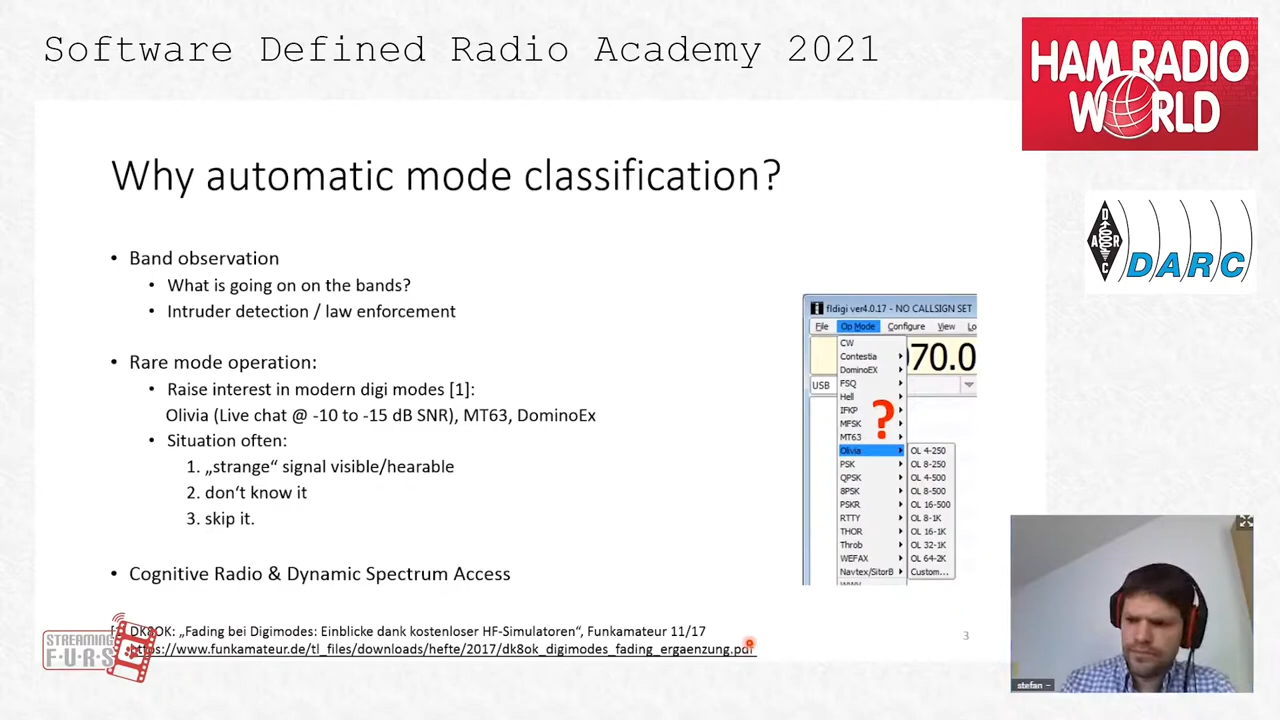 Software Defined Radio Academy 2021
HAM RADIO
WORLD
D
A R
C
DARC
Why automatic mode classification?
• Band observation
• What is going on on the bands?
• Intruder detection / law enforcement
• Rare mode operation:
• Raise interest in modern digi modes [1]:
Olivia (Live chat @ -10 to -15 dB SNR), MT63, DominoEx
• Situation often:
1. „strange“ signal visible/hearable
2. don‘t know it
3. skip it.
• Cognitive Radio & Dynamic Spectrum Access
fldigi ver4.0.17 - NO CALLSIGN SET
File Op Mode Configure View Lo
070.0
USB
CW
Contestia
DominoEX
FSQ
Hell
IFKP
MFSK
MT63
?
Olivia OL 4-250
PSK OL 8-250
QPSK OL 4-500
8PSK OL 8-500
PSKR OL 16-500
RTTY OL 8-1K
THOR OL 16-1K
Throb OL 32-1K
WEFAX OL 64-2K
Navtex/SitorB Custom...
DK8OK: „Fading bei Digimodes: Einblicke dank kostenloser HF-Simulatoren“, Funkamateur 11/17
https://www.funkamateur.de/tl_files/downloads/hefte/2017/dk8ok_digimodes_fading_ergaenzung.pdf
3
STREAMING
F·U·R·S
stefan